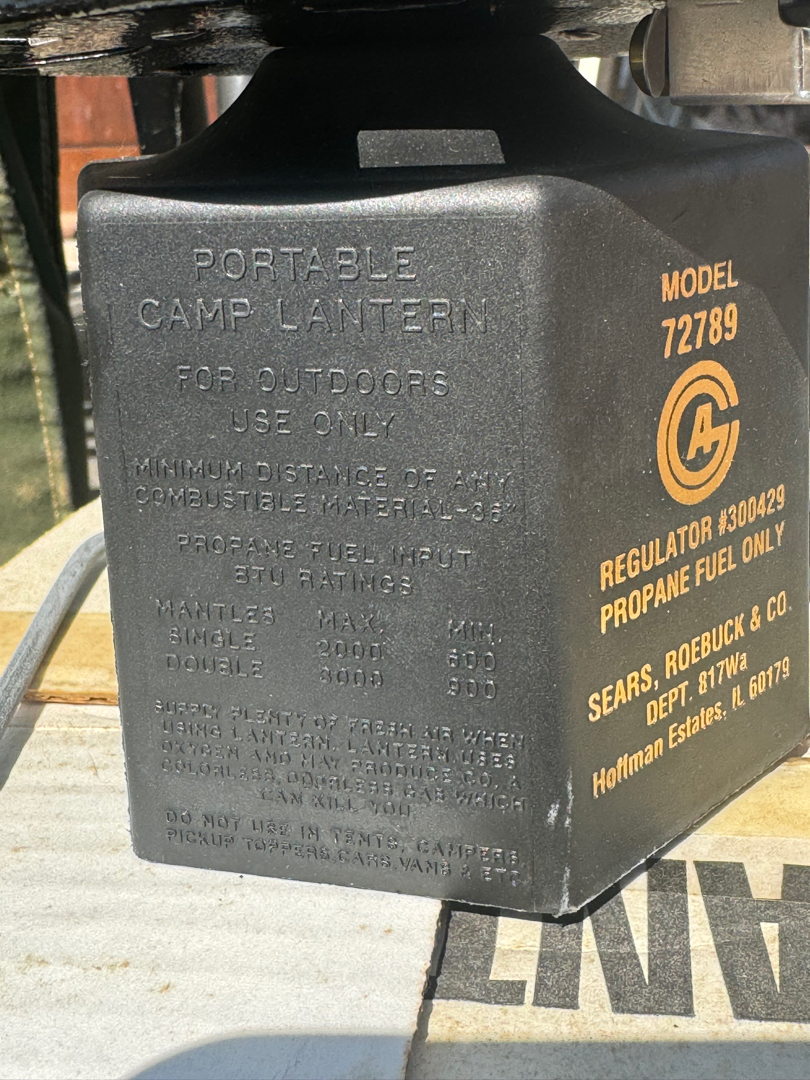 PORTABLE
CAMP LANTERN
FOR OUTDOORS
USE ONLY
MINIMUM DISTANCE OF ANY
COMBUSTIBLE MATERIAL-36"
PROPANE FUEL INPUT
BTU RATINGS
MANTLES MAX. MIN.
SINGLE 2000 600
DOUBLE 3000 900
SUPPLY PLENTY OF FRESH AIR WHEN
USING LANTERN. LANTERN USES
OXYGEN AND MAY PRODUCE CO, A
COLORLESS, ODORLESS GAS WHICH
CAN KILL YOU
DO NOT USE IN TENTS, CAMPERS
PICKUP TOPPERS, CARS, VANS & ETC
MODEL
72789
REGULATOR #300429
PROPANE FUEL ONLY
SEARS, ROEBUCK & CO.
DEPT. 817Wa
Hoffman Estates, IL 60179